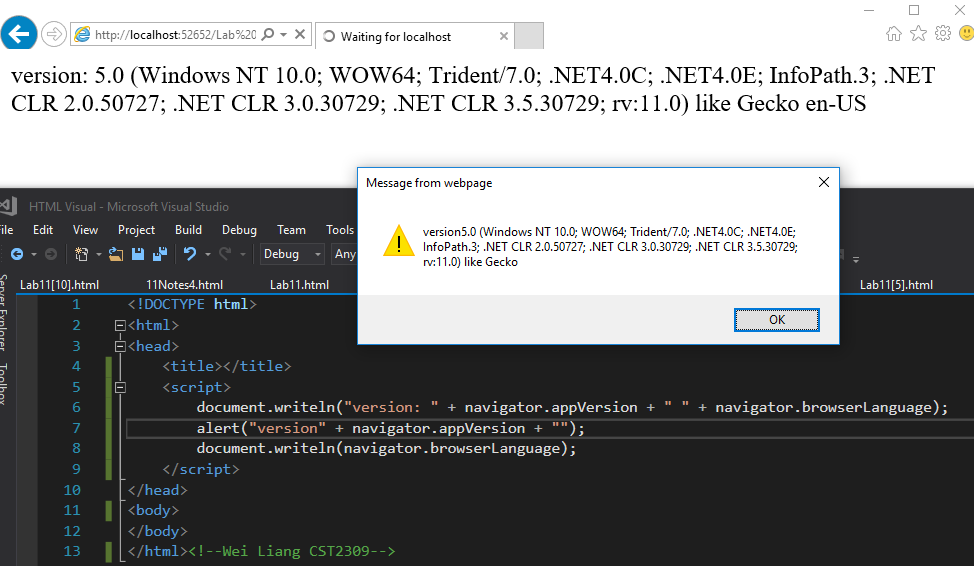 http://localhost:52652/Lab%20
Waiting for localhost
version: 5.0 (Windows NT 10.0; WOW64; Trident/7.0; .NET4.0C; .NET4.0E; InfoPath.3; .NET
CLR 2.0.50727; .NET CLR 3.0.30729; .NET CLR 3.5.30729; rv:11.0) like Gecko en-US
Message from webpage
version5.0 (Windows NT 10.0; WOW64; Trident/7.0; .NET4.0C; .NET4.0E;
InfoPath.3; .NET CLR 2.0.50727; .NET CLR 3.0.30729; .NET CLR 3.5.30729;
rv:11.0) like Gecko
OK
HTML Visual - Microsoft Visual Studio
ile Edit View Project Build Debug Team Tools
Debug Any
Lab11[10].html 11Notes4.html Lab11.html Lab11[5].html
Server Explorer
Toolbox
1 <!DOCTYPE html>
2 <html>
3 <head>
4 <title></title>
5 <script>
6 document.writeln("version: " + navigator.appVersion + " " + navigator.browserLanguage);
7 alert("version" + navigator.appVersion + "");
8 document.writeln(navigator.browserLanguage);
9 </script>
10 </head>
11 <body>
12 </body>
13 </html><!--Wei Liang CST2309-->